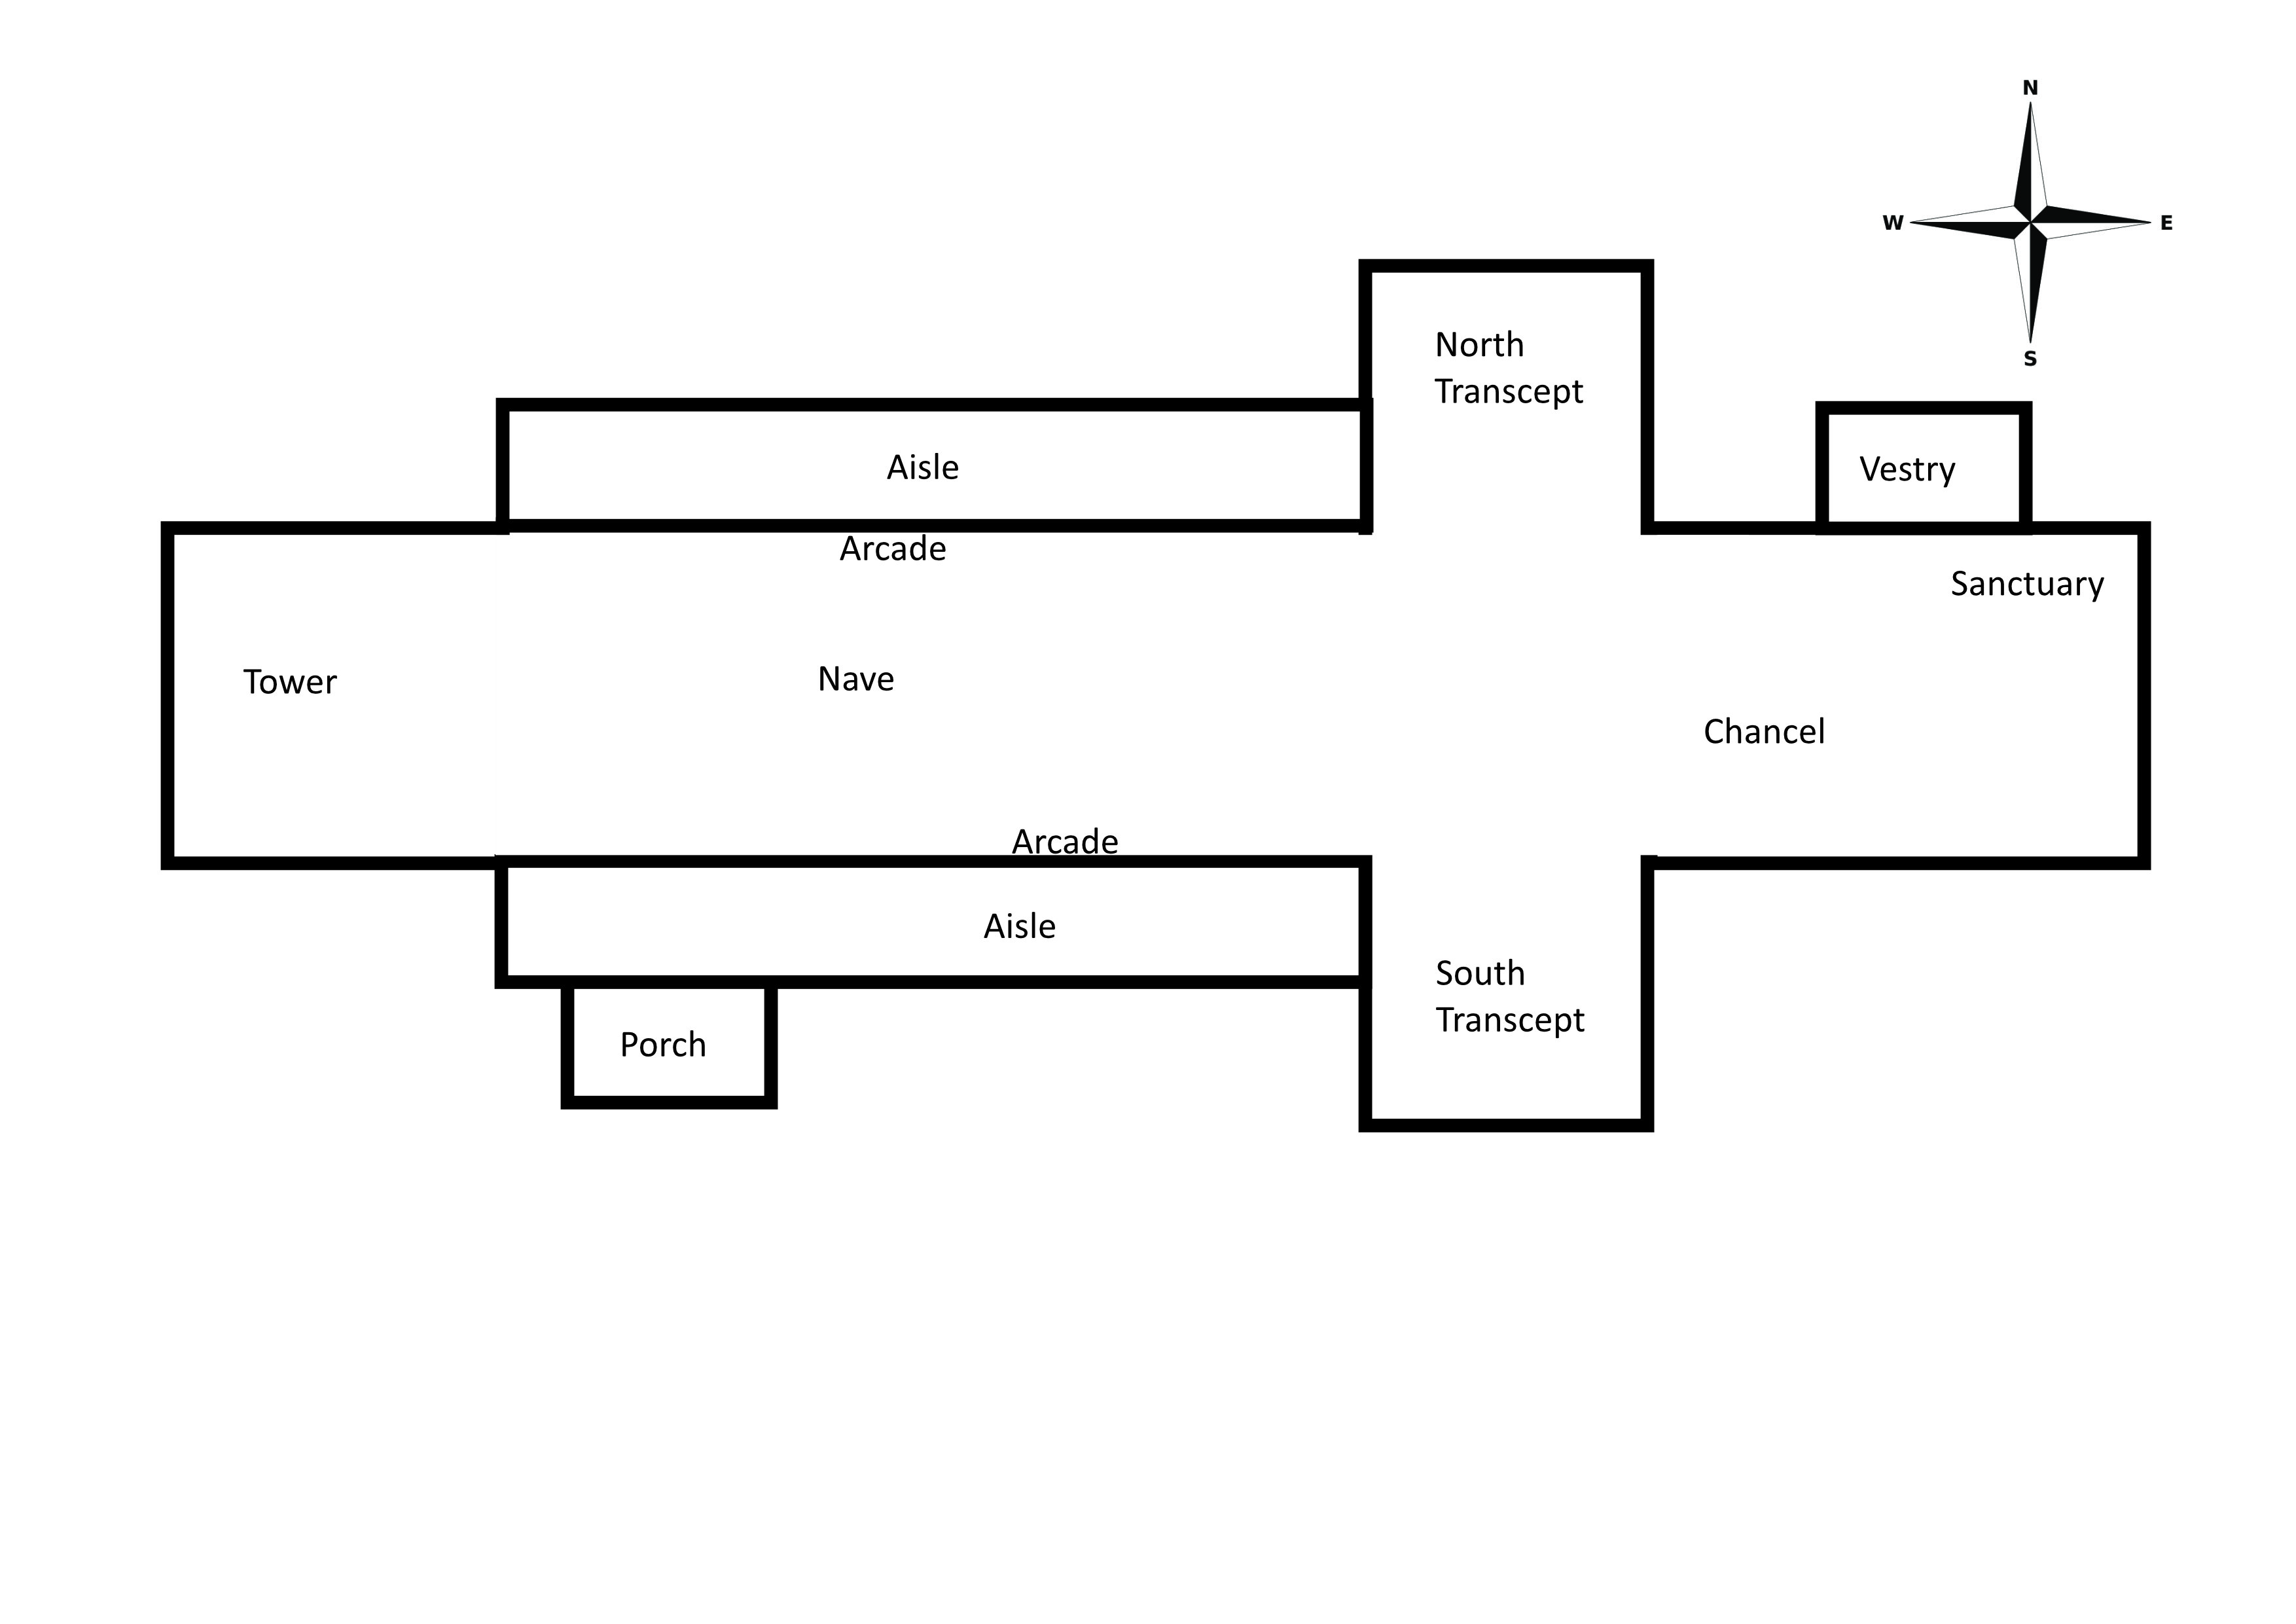 N
W
E
S
North
Transcept
Aisle
Vestry
Arcade
Sanctuary
Tower
Nave
Chancel
Arcade
Aisle
South
Transcept
Porch